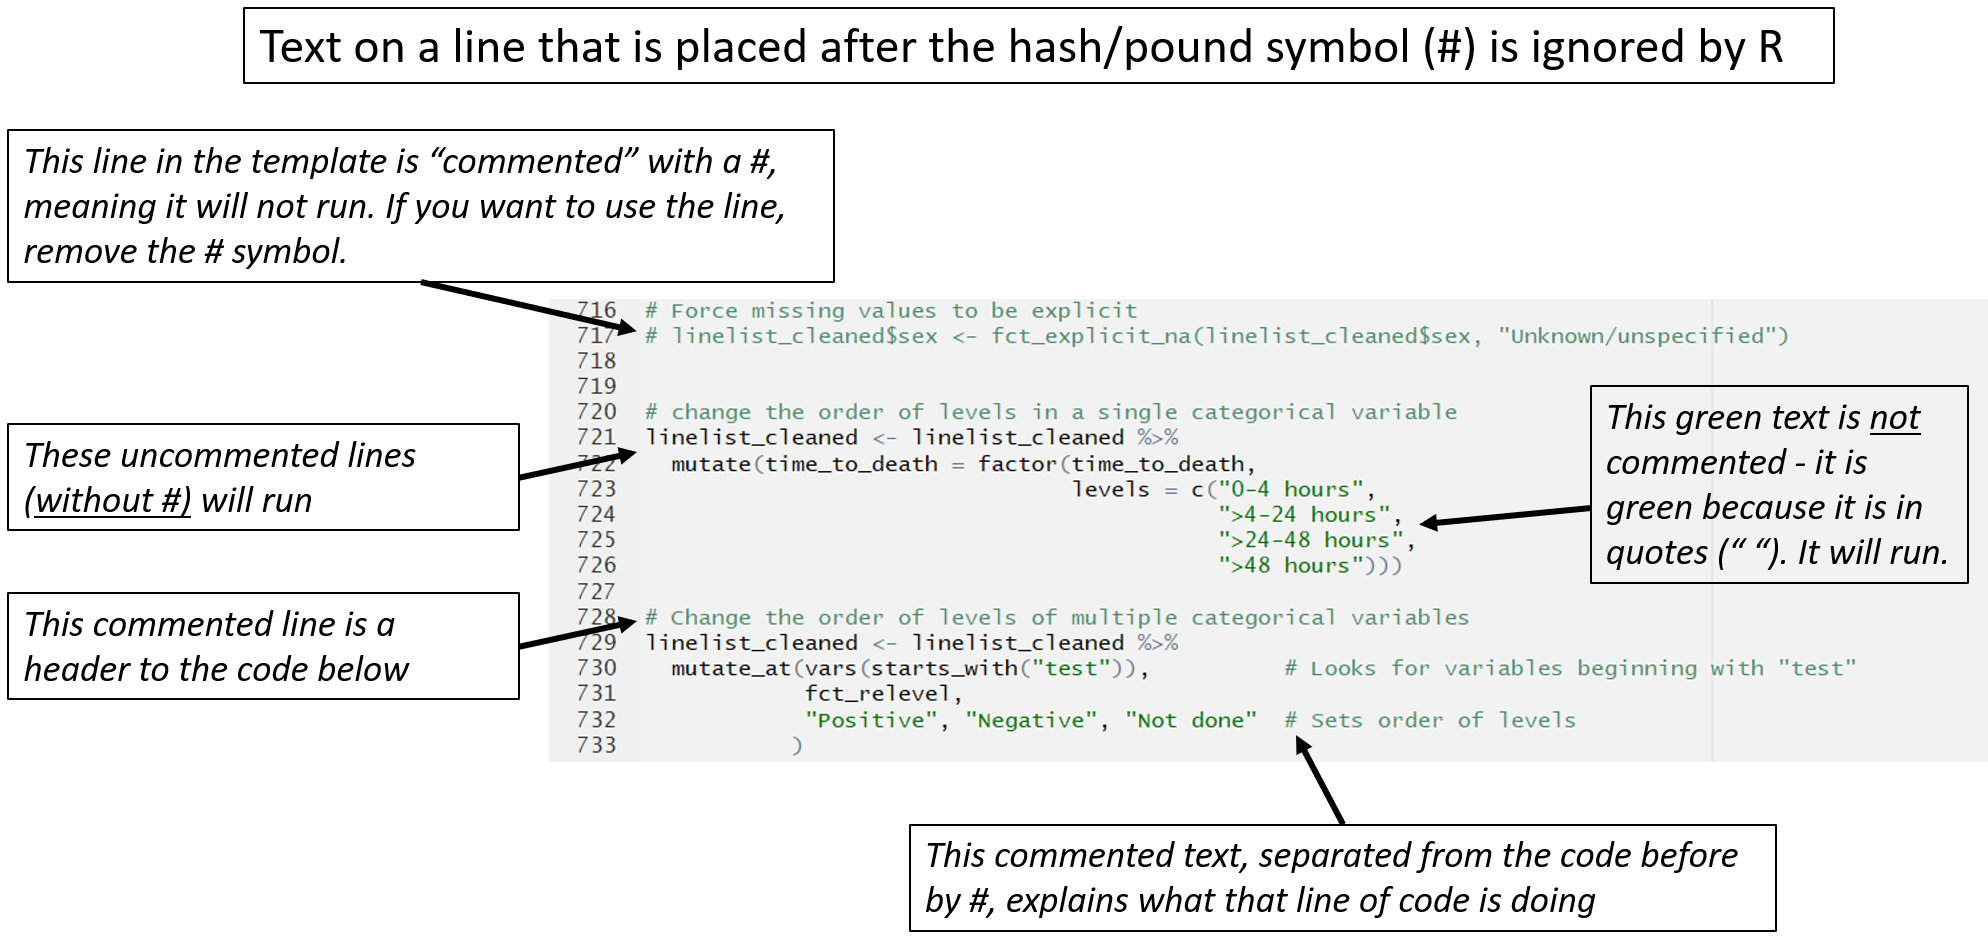 Text on a line that is placed after the hash/pound symbol (#) is ignored by R
This line in the template is “commented” with a #,
meaning it will not run. If you want to use the line,
remove the # symbol.
716 # Force missing values to be explicit
717 # linelist_cleaned$sex <- fct_explicit_na(linelist_cleaned$sex, "Unknown/unspecified")
718
719
720 # change the order of levels in a single categorical variable
721 linelist_cleaned <- linelist_cleaned %>%
722 mutate(time_to_death = factor(time_to_death,
723 levels = c("0-4 hours",
724 ">4-24 hours",
725 ">24-48 hours",
726 ">48 hours")))
727
728 # Change the order of levels of multiple categorical variables
729 linelist_cleaned <- linelist_cleaned %>%
730 mutate_at(vars(starts_with("test")), # Looks for variables beginning with "test"
731 fct_relevel,
732 "Positive", "Negative", "Not done" # Sets order of levels
733 )
These uncommented lines
(without #) will run
This green text is not
commented - it is
green because it is in
quotes (“ “). It will run.
This commented line is a
header to the code below
This commented text, separated from the code before
by #, explains what that line of code is doing